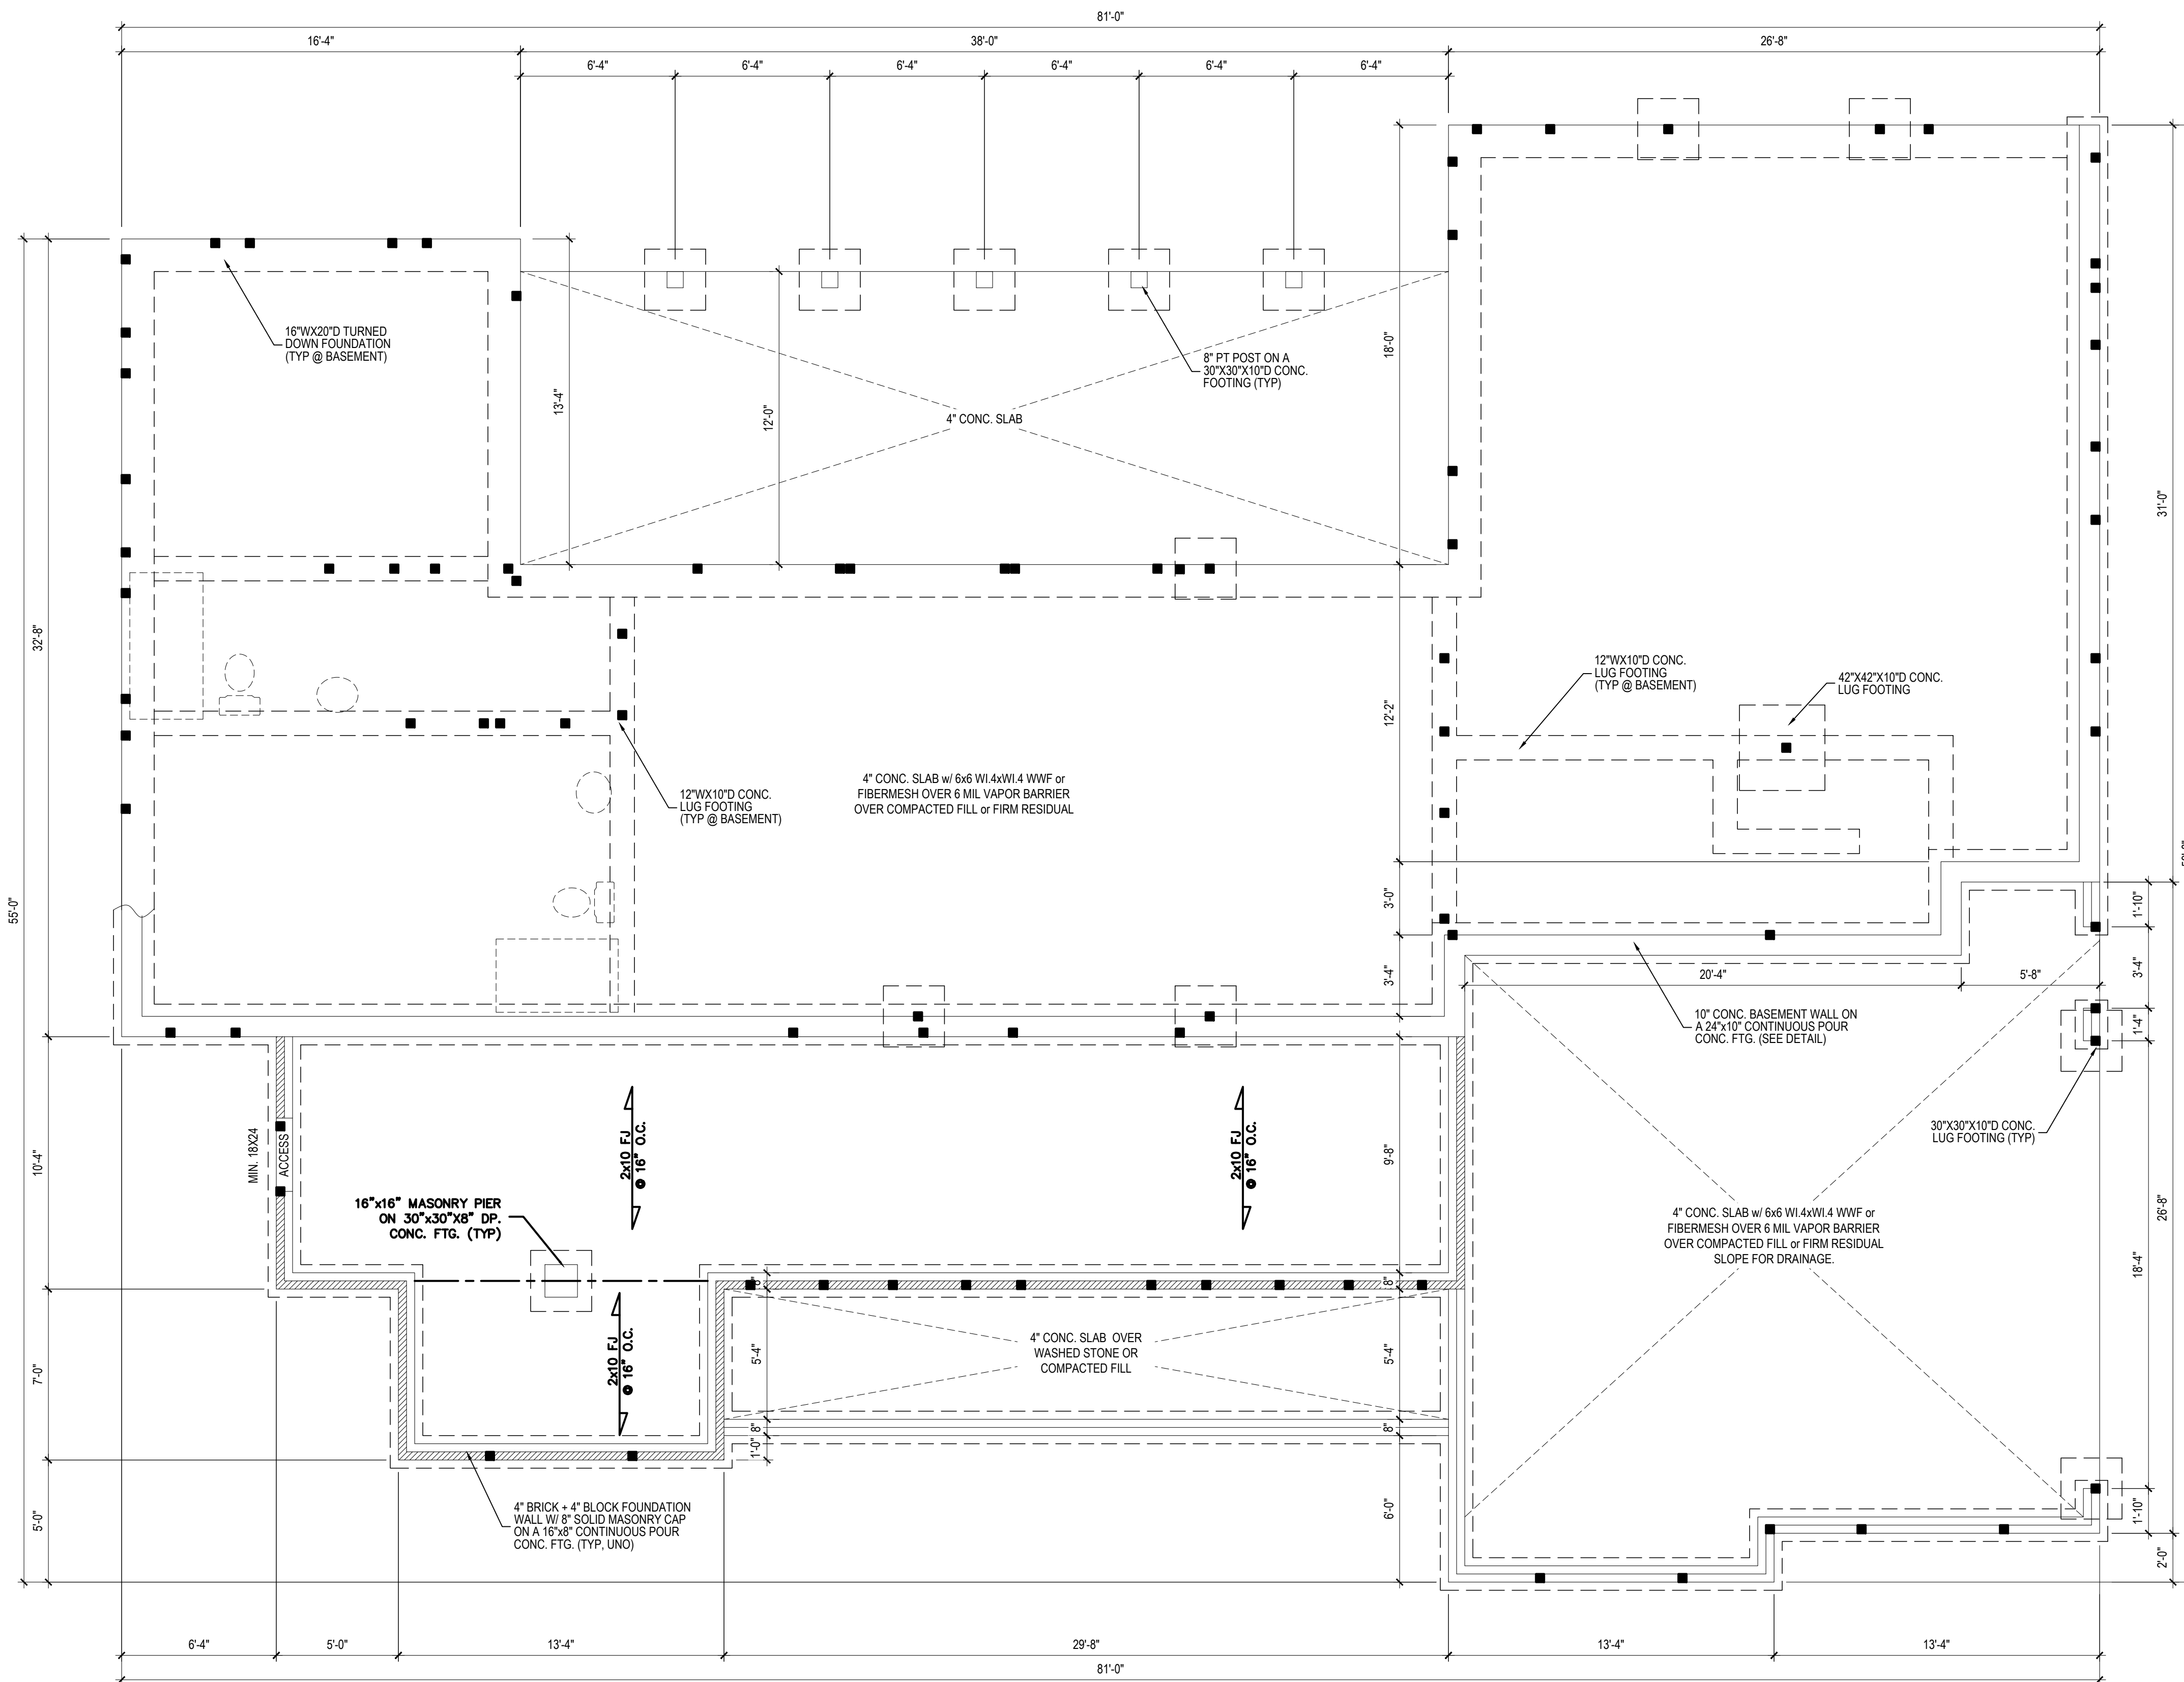 81'-0"
16'-4"
38'-0"
26'-8"
6'-4"
6'-4"
6'-4"
6'-4"
6'-4"
6'-4"
16"WX20"D TURNED
DOWN FOUNDATION
(TYP @ BASEMENT)
8" PT POST ON A
30"X30"X10"D CONC.
FOOTING (TYP)
13'-4"
12'-0"
18'-0"
4" CONC. SLAB
31'-0"
32'-8"
55'-0"
12'-2"
12"WX10"D CONC.
LUG FOOTING
(TYP @ BASEMENT)
42"X42"X10"D CONC.
LUG FOOTING
12"WX10"D CONC.
LUG FOOTING
(TYP @ BASEMENT)
4" CONC. SLAB w/ 6x6 WI.4xWI.4 WWF or
FIBERMESH OVER 6 MIL VAPOR BARRIER
OVER COMPACTED FILL or FIRM RESIDUAL
3'-0"
3'-4"
1'-10"
3'-4"
1'-4"
20'-4"
5'-8"
10" CONC. BASEMENT WALL ON
A 24"x10" CONTINUOUS POUR
CONC. FTG. (SEE DETAIL)
30"X30"X10"D CONC.
LUG FOOTING (TYP)
MIN. 18X24
ACCESS
2x10 FJ
@ 16" O.C.
2x10 FJ
@ 16" O.C.
10'-4"
9'-8"
16"x16" MASONRY PIER
ON 30"x30"X8" DP.
CONC. FTG. (TYP)
4" CONC. SLAB w/ 6x6 WI.4xWI.4 WWF or
FIBERMESH OVER 6 MIL VAPOR BARRIER
OVER COMPACTED FILL or FIRM RESIDUAL
SLOPE FOR DRAINAGE.
26'-8"
18'-4"
8"
8"
2x10 FJ
@ 16" O.C.
4" CONC. SLAB OVER
WASHED STONE OR
COMPACTED FILL
7'-0"
5'-4"
5'-4"
8"
8"
1'-0"
5'-0"
6'-0"
1'-10"
2'-0"
4" BRICK + 4" BLOCK FOUNDATION
WALL W/ 8" SOLID MASONRY CAP
ON A 16"x8" CONTINUOUS POUR
CONC. FTG. (TYP, UNO)
6'-4"
5'-0"
13'-4"
29'-8"
13'-4"
13'-4"
81'-0"